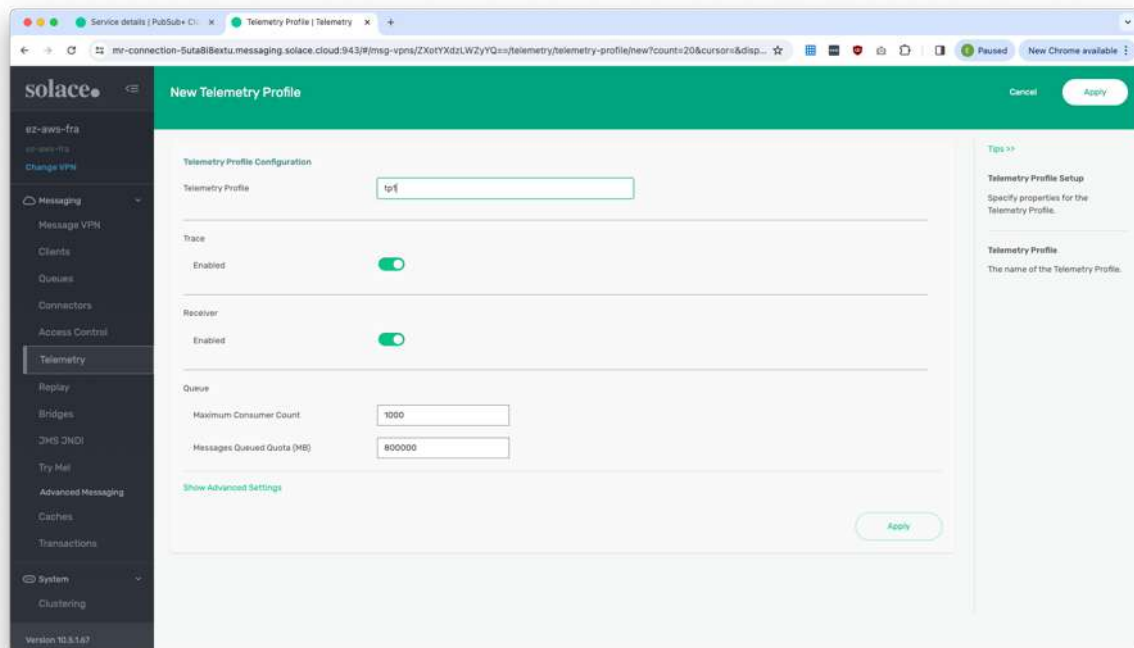 Service details | PubSub+ Clo
Telemetry Profile | Telemetry
mr-connection-5uta8i8extu.messaging.solace.cloud:943/#/msg-vpns/ZXotYXdzLWZyYQ==/telemetry/telemetry-profile/new?count=20&cursor=&disp...
Paused
New Chrome available
solace.
New Telemetry Profile
Cancel
Apply
ez-aws-fra
ez-aws-fra
Change VPN
Messaging
Message VPN
Clients
Queues
Connectors
Access Control
Telemetry
Replay
Bridges
JMS JNDI
Try Me!
Advanced Messaging
Caches
Transactions
System
Clustering
Version 10.5.1.67
Telemetry Profile Configuration
Telemetry Profile
tp1
Trace
Enabled
Receiver
Enabled
Queue
Maximum Consumer Count
1000
Messages Queued Quota (MB)
800000
Show Advanced Settings
Apply
Tips >>
Telemetry Profile Setup
Specify properties for the
Telemetry Profile.
Telemetry Profile
The name of the Telemetry Profile.